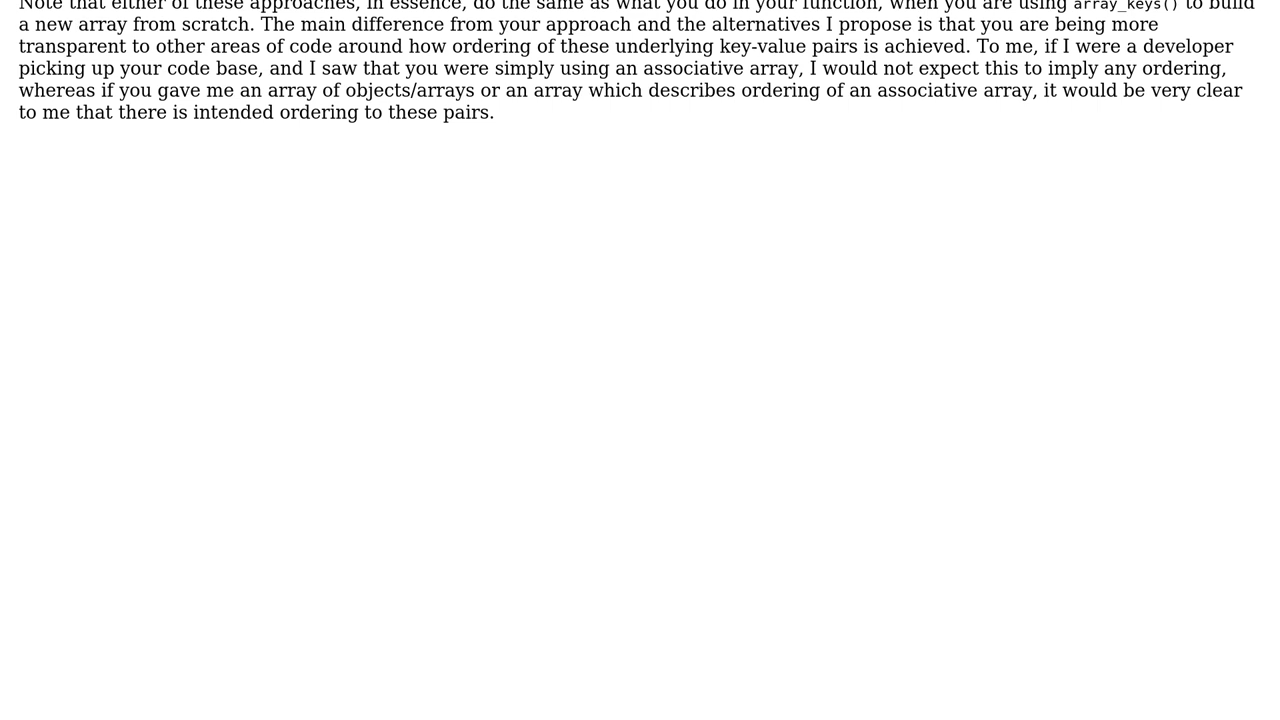 Note that either of these approaches, in essence, do the same as what you do in your function, when you are using array_keys() to build
a new array from scratch. The main difference from your approach and the alternatives I propose is that you are being more
transparent to other areas of code around how ordering of these underlying key-value pairs is achieved. To me, if I were a developer
picking up your code base, and I saw that you were simply using an associative array, I would not expect this to imply any ordering,
whereas if you gave me an array of objects/arrays or an array which describes ordering of an associative array, it would be very clear
to me that there is intended ordering to these pairs.